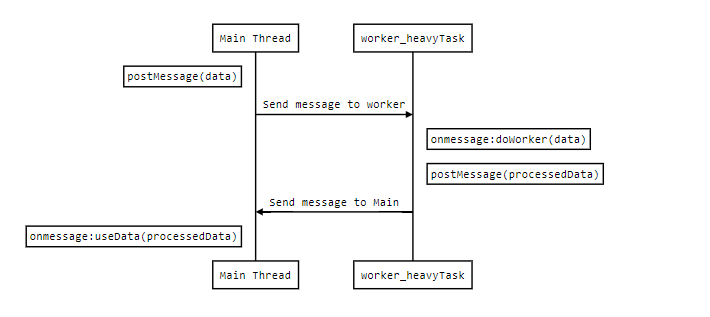 Main Thread
worker_heavyTask
postMessage(data)
Send message to worker
onmessage:doWorker(data)
postMessage(processedData)
Send message to Main
onmessage:useData(processedData)
Main Thread
worker_heavyTask